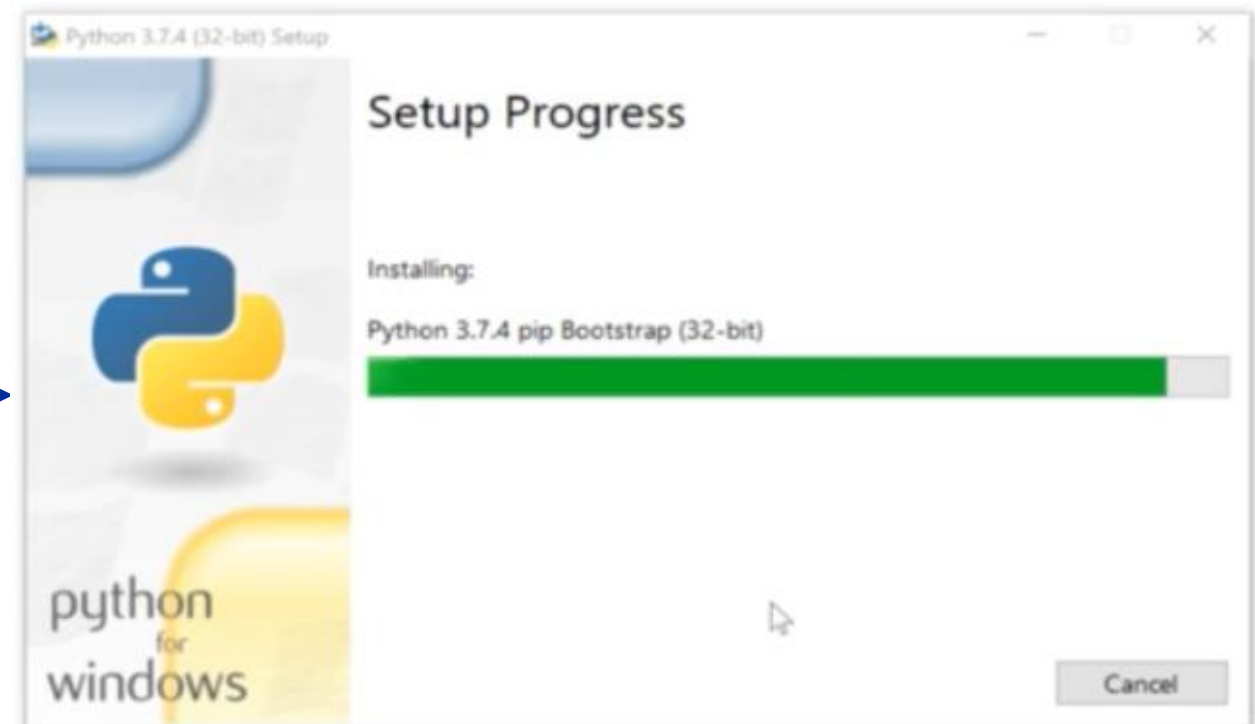 Python 3.7.4 (32-bit) Setup
Setup Progress
Installing:
Python 3.7.4 pip Bootstrap (32-bit)
python
for
windows
Cancel